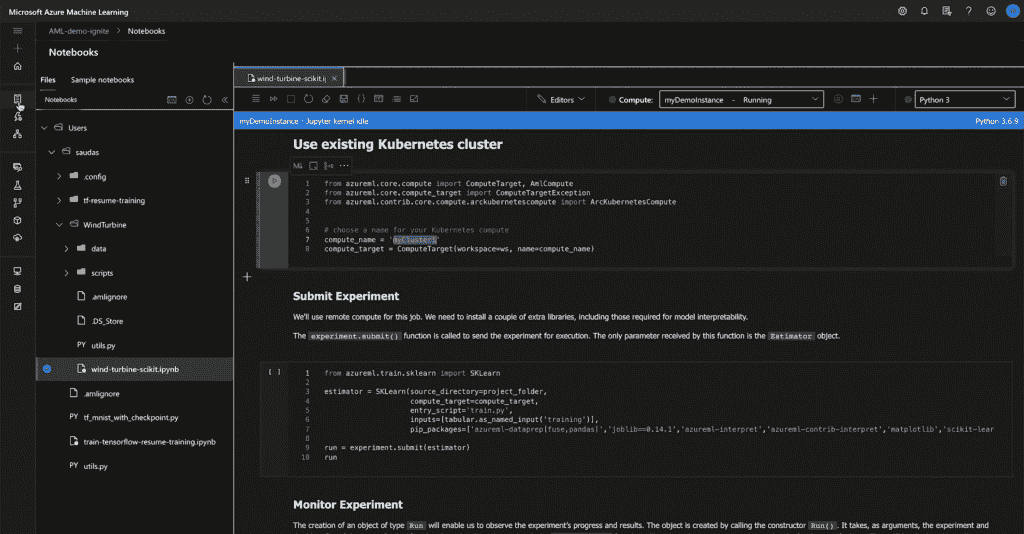 Microsoft Azure Machine Learning
AML-demo-ignite > Notebooks
Notebooks
Files Sample notebooks
Notebooks
Users
saudas
.config
tf-resume-training
WindTurbine
data
scripts
.amlignore
.DS_Store
PY utils.py
wind-turbine-scikit.ipynb
.amlignore
PY tf_mnist_with_checkpoint.py
train-tensorflow-resume-training.ipynb
PY utils.py
wind-turbine-scikit.i
Editors
Compute: myDemoInstance - Running
Python 3
myDemoInstance · Jupyter kernel idle
Python 3.6.9
Use existing Kubernetes cluster
M↓
1 from azureml.core.compute import ComputeTarget, AmlCompute
2 from azureml.core.compute_target import ComputeTargetException
3 from azureml.contrib.core.compute.arckubernetescompute import ArcKubernetesCompute
4
5
6 # choose a name for your Kubernetes compute
7 compute_name = 'myCluster1'
8 compute_target = ComputeTarget(workspace=ws, name=compute_name)
Submit Experiment
We'll use remote compute for this job. We need to install a couple of extra libraries, including those required for model interpretability.
The experiment.submit() function is called to send the experiment for execution. The only parameter received by this function is the Estimator object.
[ ]
1 from azureml.train.sklearn import SKLearn
2
3 estimator = SKLearn(source_directory=project_folder,
4 compute_target=compute_target,
5 entry_script='train.py',
6 inputs=[tabular.as_named_input('training')],
7 pip_packages=['azureml-dataprep[fuse,pandas]','joblib==0.14.1','azureml-interpret','azureml-contrib-interpret','matplotlib','scikit-lear
8
9 run = experiment.submit(estimator)
10 run
Monitor Experiment
The creation of an object of type Run will enable us to observe the experiment's progress and results. The object is created by calling the constructor Run(). It takes, as arguments, the experiment and